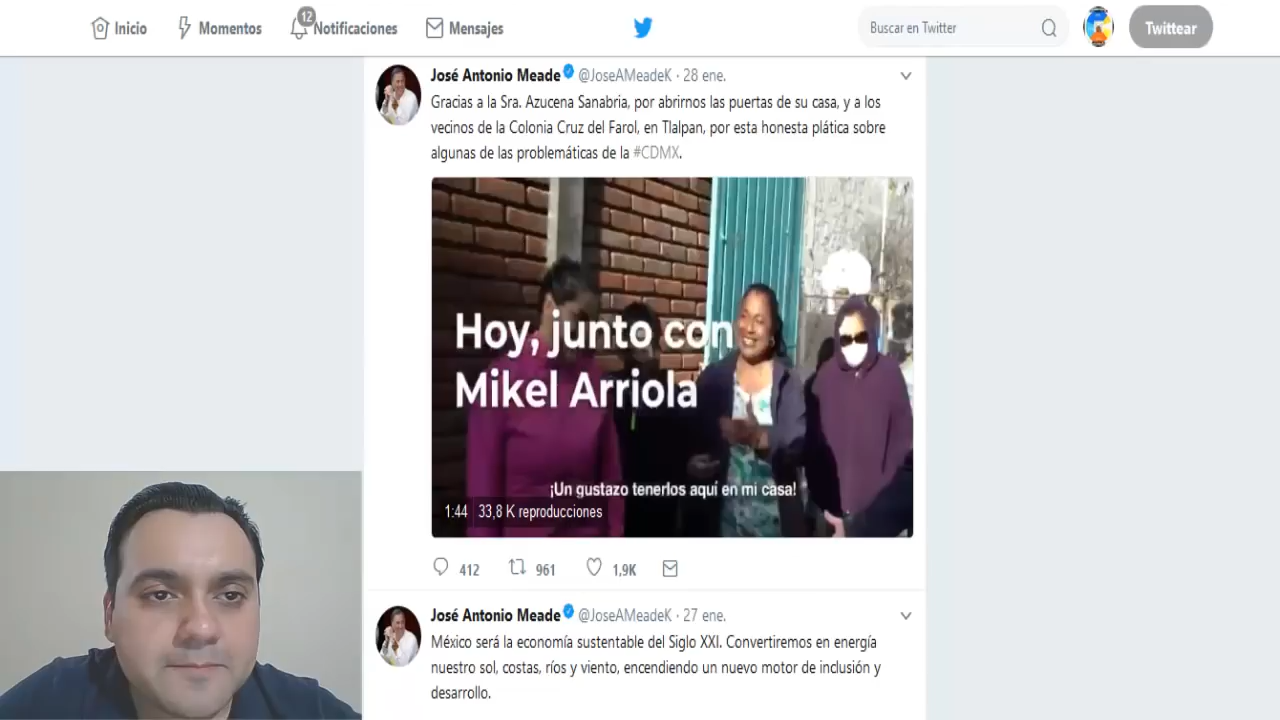 Inicio
Momentos
12
Notificaciones
Mensajes
Buscar en Twitter
Twittear
José Antonio Meade @JoseAMeadeK · 28 ene.
Gracias a la Sra. Azucena Sanabria, por abrirnos las puertas de su casa, y a los
vecinos de la Colonia Cruz del Farol, en Tlalpan, por esta honesta plática sobre
algunas de las problemáticas de la #CDMX.
Hoy, junto con
Mikel Arriola
¡Un gustazo tenerlos aquí en mi casa!
1:44 33,8 K reproducciones
412 961 1,9K
José Antonio Meade @JoseAMeadeK · 27 ene.
México será la economía sustentable del Siglo XXI. Convertiremos en energía
nuestro sol, costas, ríos y viento, encendiendo un nuevo motor de inclusión y
desarrollo.